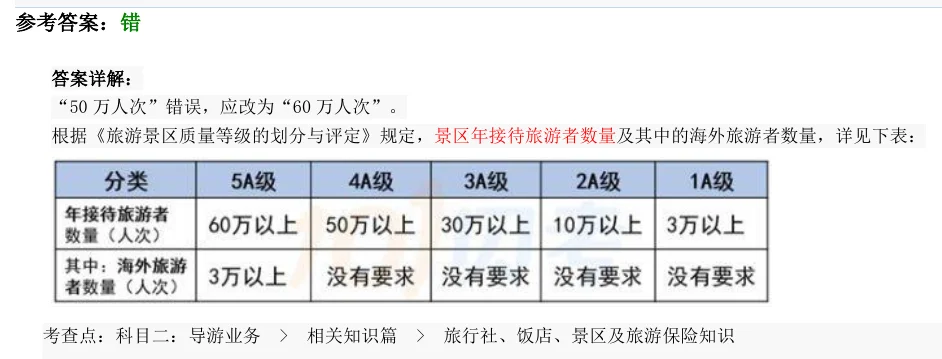 参考答案：错
答案详解：
“50 万人次”错误，应改为“60 万人次”。
根据《旅游景区质量等级的划分与评定》规定，景区年接待旅游者数量及其中的海外旅游者数量，详见下表：
分类 5A级 4A级 3A级 2A级 1A级
年接待旅游者
数量（人次） 60万以上 50万以上 30万以上 10万以上 3万以上
其中：海外旅游
者数量（人次） 3万以上 没有要求 没有要求 没有要求 没有要求
考查点：科目二：导游业务 > 相关知识篇 > 旅行社、饭店、景区及旅游保险知识